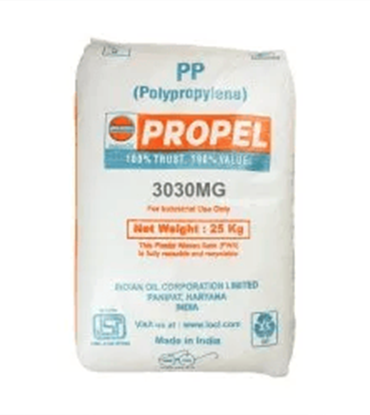 PP
(Polypropylene)
PROPEL
100% TRUST. 100% VALUE.
3030MG
For Industrial Use Only
Net Weight : 25 Kg
This Plastic Woven Sack (PWS)
is fully reusable and recyclable
INDIAN OIL CORPORATION LIMITED
PANIPAT, HARYANA
INDIA
Visit us at : www.iocl.com
Made in India